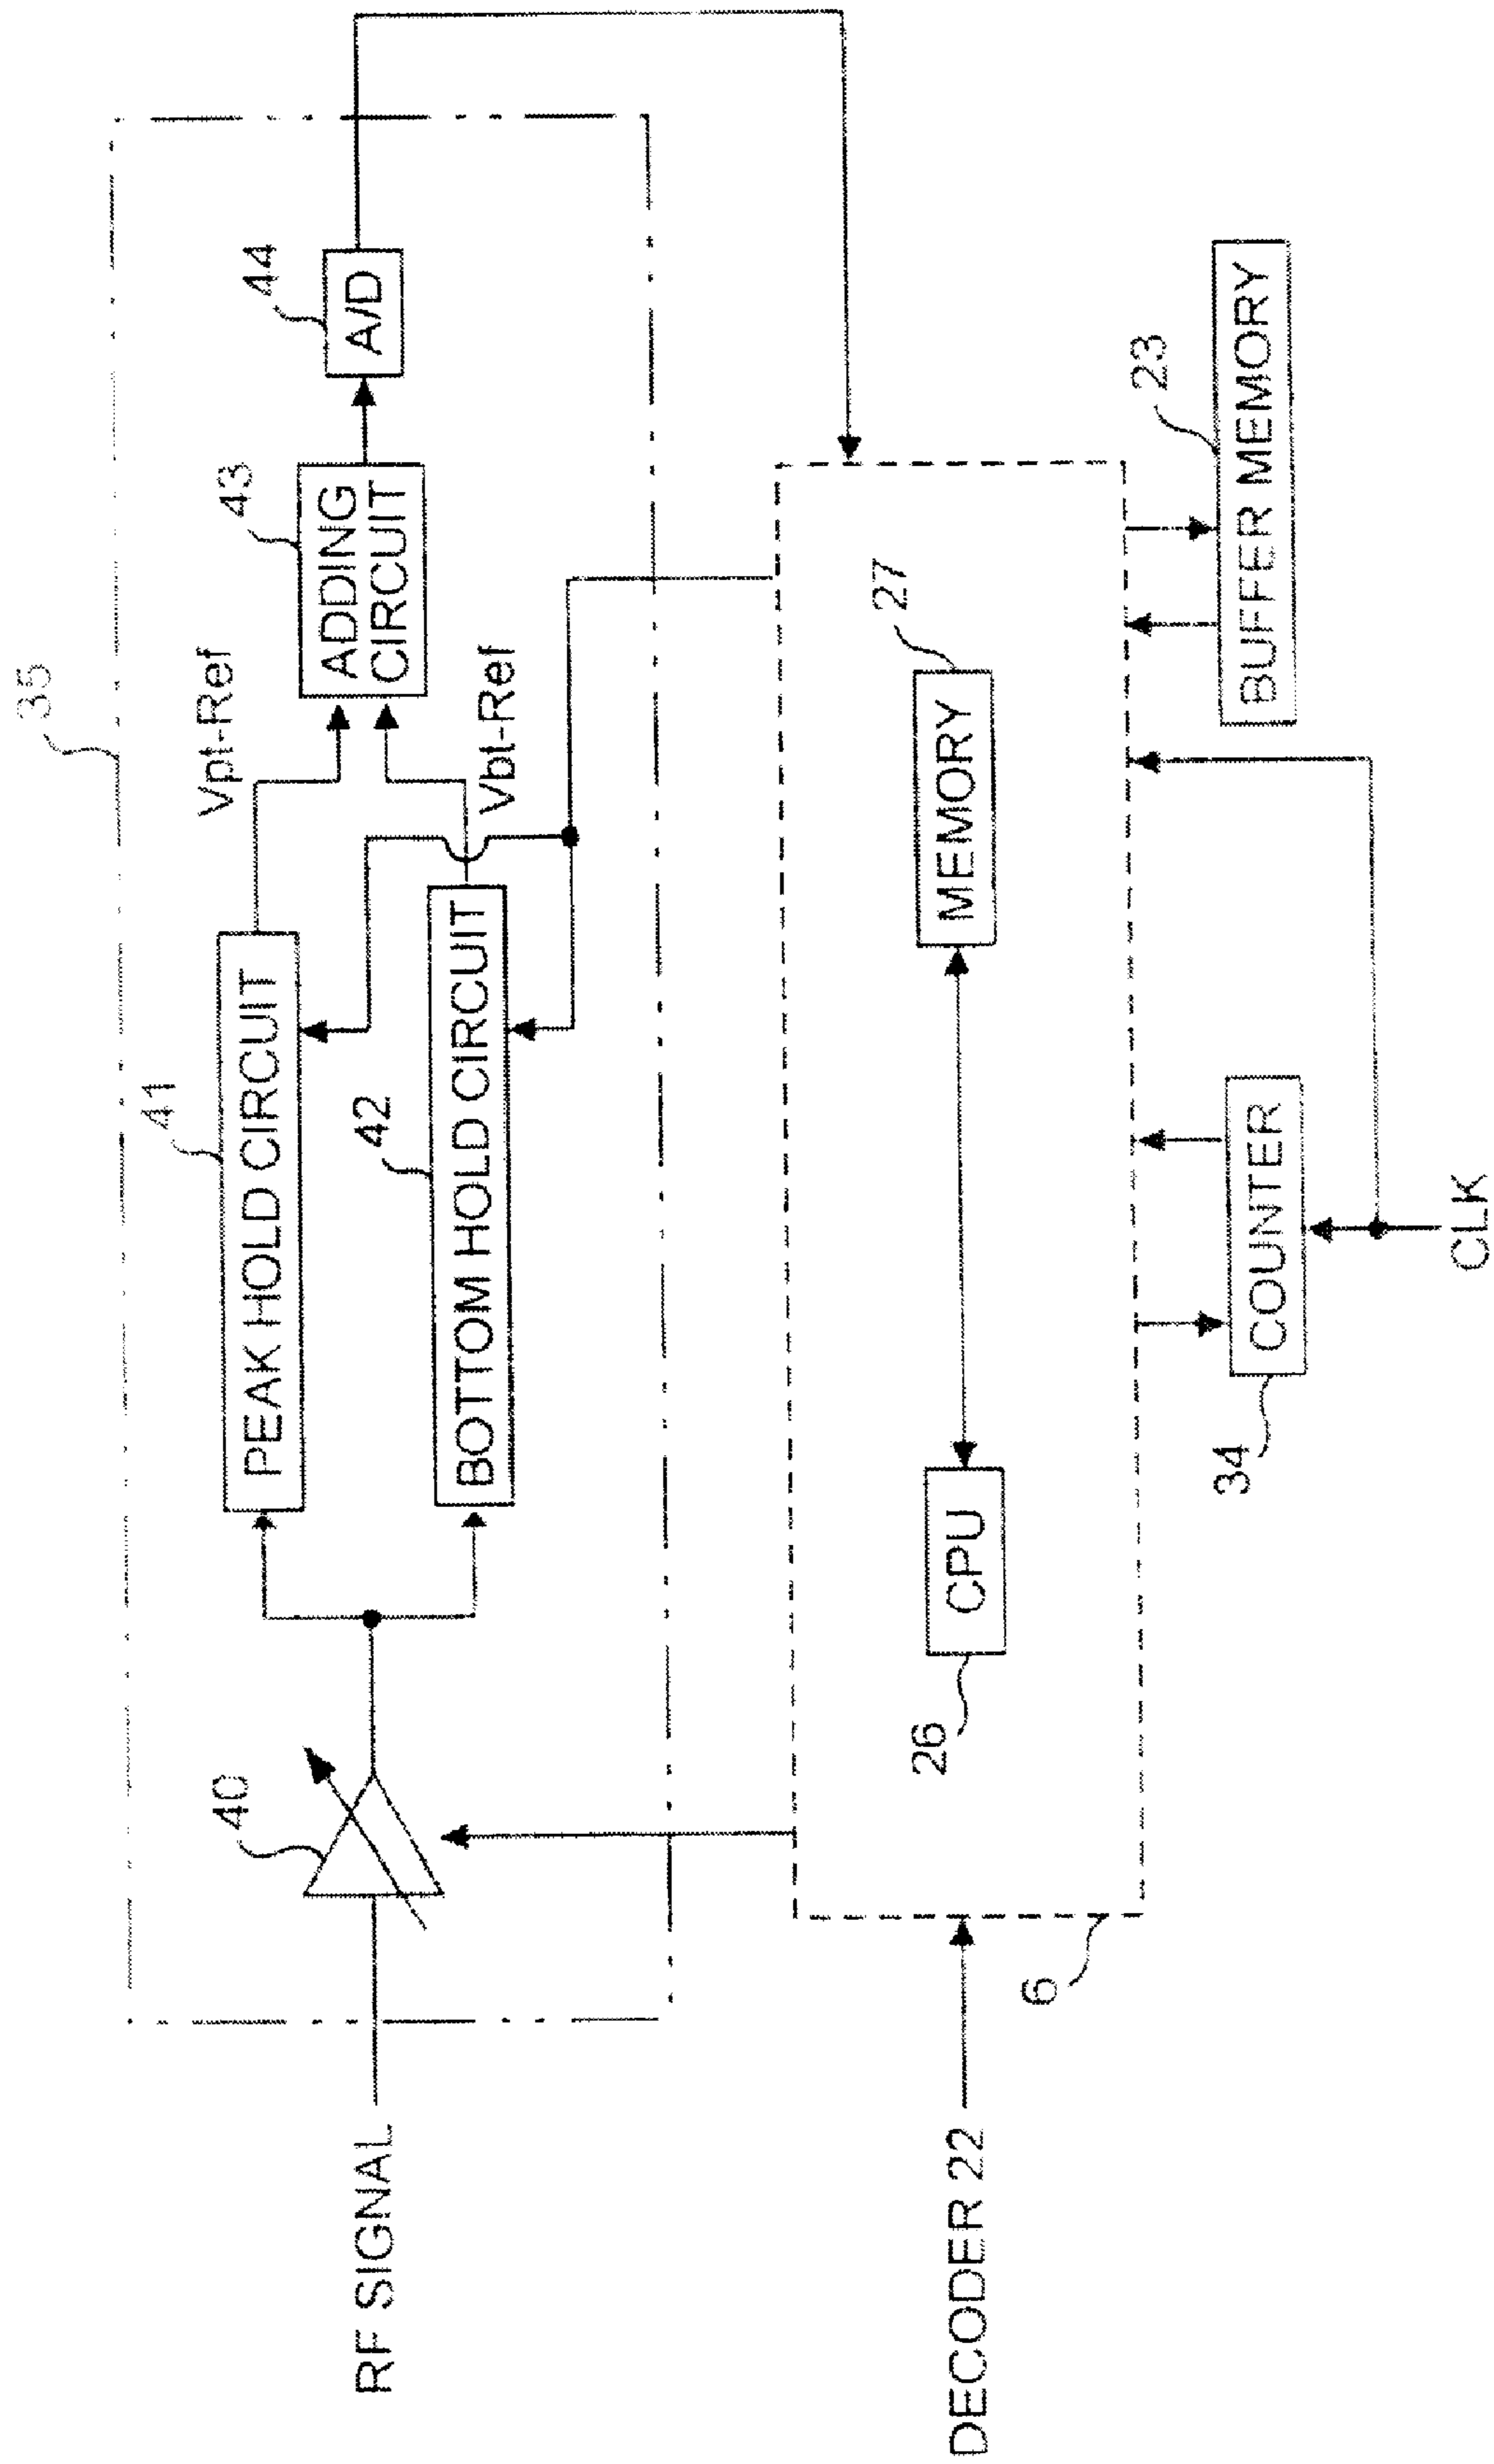 35
40
41
PEAK HOLD CIRCUIT
42
BOTTOM HOLD CIRCUIT
Vpt-Ref
Vbt-Ref
43
ADDING
CIRCUIT
44
A/D
RF SIGNAL
DECODER 22
6
26
CPU
27
MEMORY
34
COUNTER
CLK
23
BUFFER MEMORY